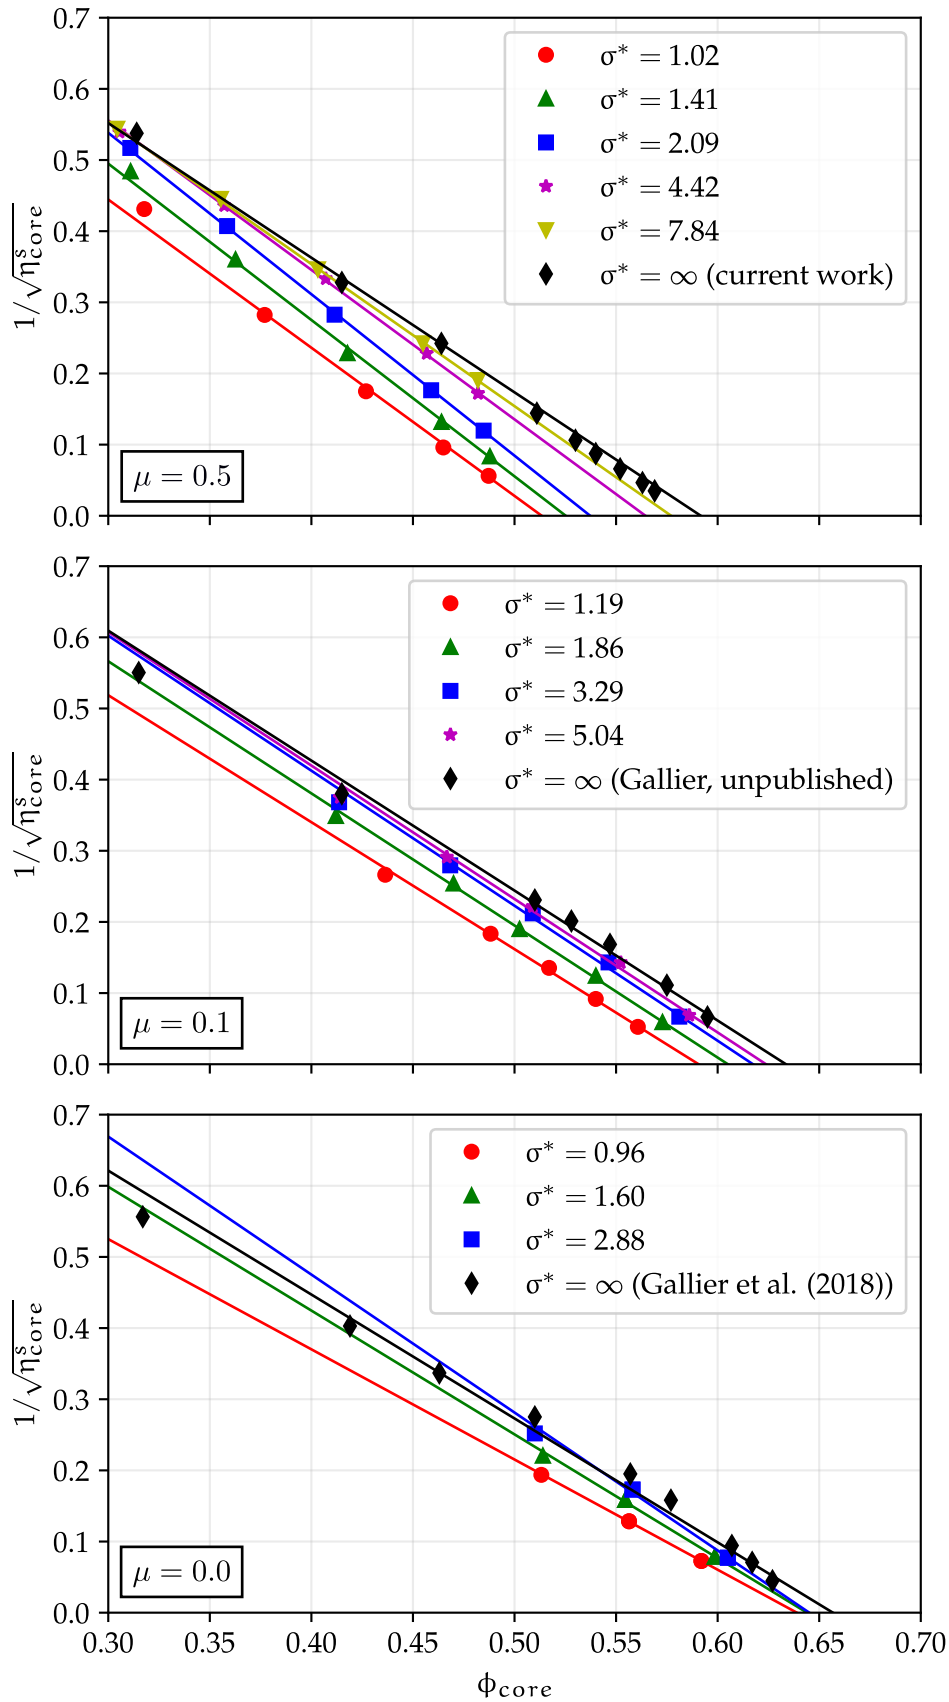 0.7
0.6
0.5
0.4
0.3
0.2
0.1
0.0
1/√η^s_core
σ* = 1.02
σ* = 1.41
σ* = 2.09
σ* = 4.42
σ* = 7.84
σ* = ∞ (current work)
μ = 0.5
0.7
0.6
0.5
0.4
0.3
0.2
0.1
0.0
1/√η^s_core
σ* = 1.19
σ* = 1.86
σ* = 3.29
σ* = 5.04
σ* = ∞ (Gallier, unpublished)
μ = 0.1
0.7
0.6
0.5
0.4
0.3
0.2
0.1
0.0
1/√η^s_core
σ* = 0.96
σ* = 1.60
σ* = 2.88
σ* = ∞ (Gallier et al. (2018))
μ = 0.0
0.30 0.35 0.40 0.45 0.50 0.55 0.60 0.65 0.70
ϕ_core